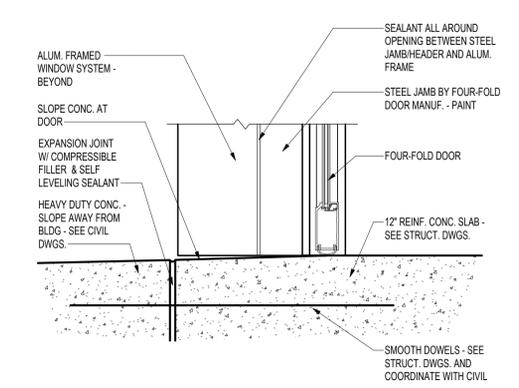 ALUM. FRAMED
WINDOW SYSTEM -
BEYOND
SLOPE CONC. AT
DOOR
EXPANSION JOINT
W/ COMPRESSIBLE
FILLER & SELF
LEVELING SEALANT
HEAVY DUTY CONC. -
SLOPE AWAY FROM
BLDG - SEE CIVIL
DWGS.
SEALANT ALL AROUND
OPENING BETWEEN STEEL
JAMB/HEADER AND ALUM.
FRAME
STEEL JAMB BY FOUR-FOLD
DOOR MANUF. - PAINT
FOUR-FOLD DOOR
12" REINF. CONC. SLAB -
SEE STRUCT. DWGS.
SMOOTH DOWELS - SEE
STRUCT. DWGS. AND
COORDINATE WITH CIVIL